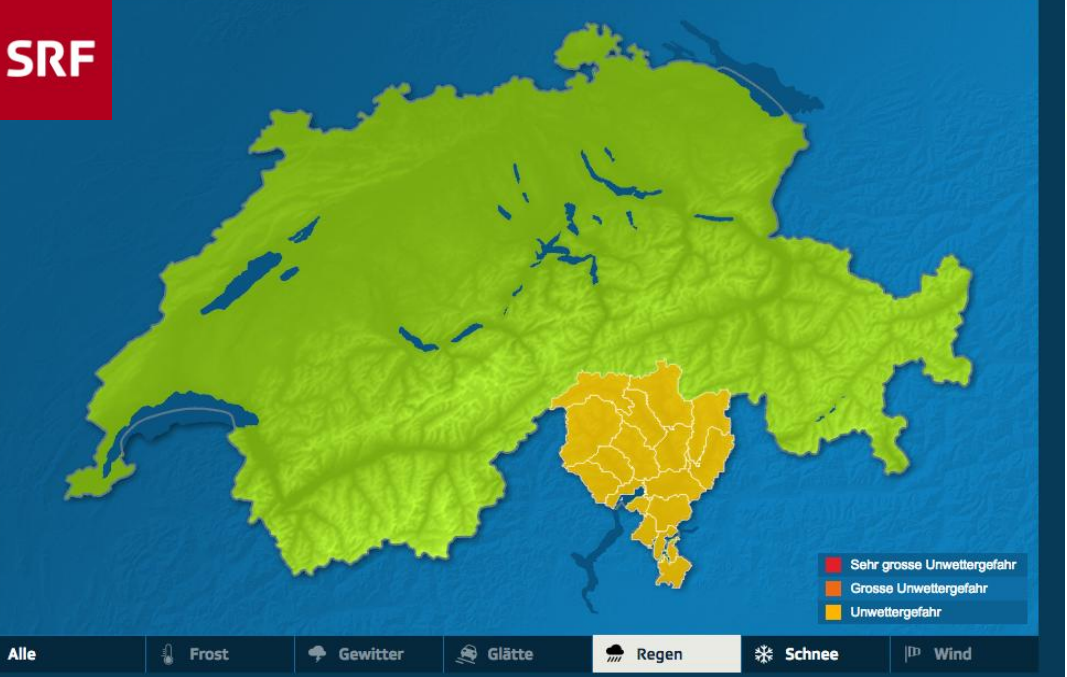 SRF
Sehr grosse Unwettergefahr
Grosse Unwettergefahr
Unwettergefahr
Alle Frost Gewitter Glätte Regen Schnee Wind